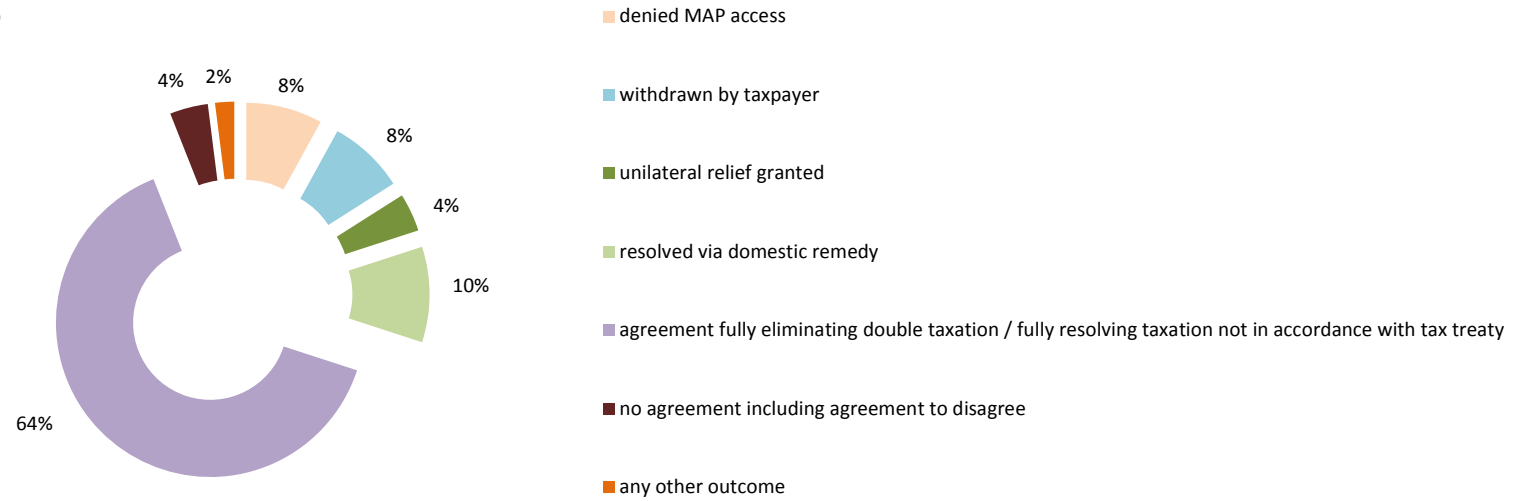 denied MAP access
4% 2% 8%
withdrawn by taxpayer
8%
unilateral relief granted
4%
resolved via domestic remedy
10%
agreement fully eliminating double taxation / fully resolving taxation not in accordance with tax treaty
no agreement including agreement to disagree
64%
any other outcome